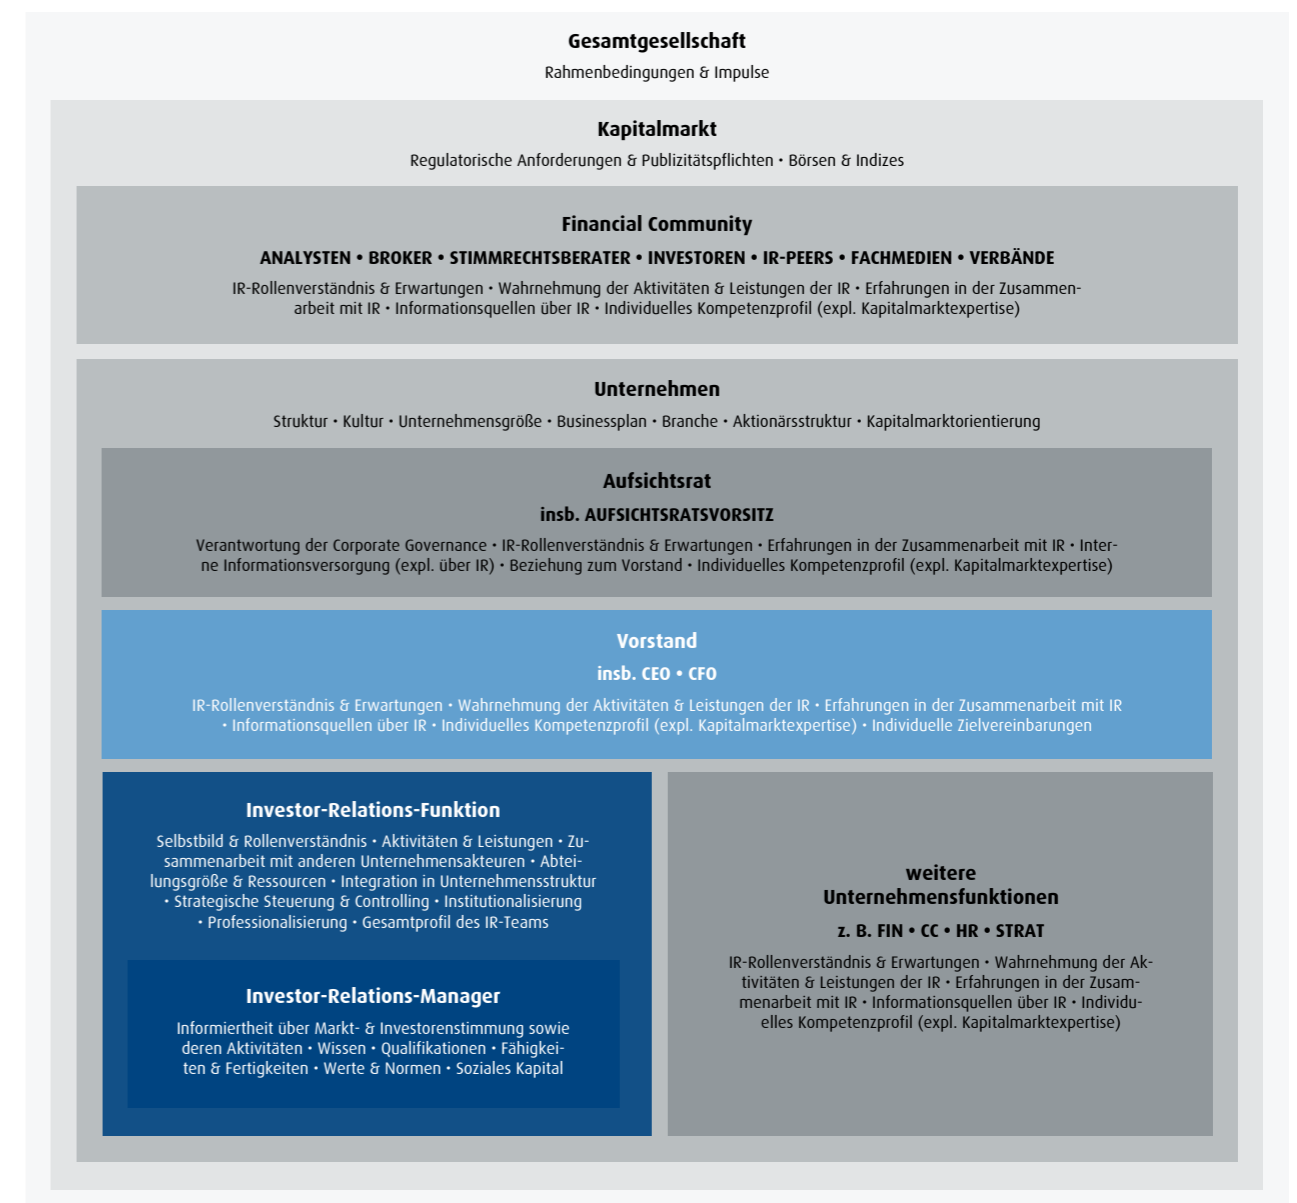 Gesamtgesellschaft
Rahmenbedingungen & Impulse
Kapitalmarkt
Regulatorische Anforderungen & Publizitätspflichten • Börsen & Indizes
Financial Community
ANALYSTEN • BROKER • STIMMRECHTSBERATER • INVESTOREN • IR-PEERS • FACHMEDIEN • VERBÄNDE
IR-Rollenverständnis & Erwartungen • Wahrnehmung der Aktivitäten & Leistungen der IR • Erfahrungen in der Zusammen-
arbeit mit IR • Informationsquellen über IR • Individuelles Kompetenzprofil (expl. Kapitalmarktexpertise)
Unternehmen
Struktur • Kultur • Unternehmensgröße • Businessplan • Branche • Aktionärsstruktur • Kapitalmarktorientierung
Aufsichtsrat
insb. AUFSICHTSRATSVORSITZ
Verantwortung der Corporate Governance • IR-Rollenverständnis & Erwartungen • Erfahrungen in der Zusammenarbeit mit IR • Inter-
ne Informationsversorgung (expl. über IR) • Beziehung zum Vorstand • Individuelles Kompetenzprofil (expl. Kapitalmarktexpertise)
Vorstand
insb. CEO • CFO
IR-Rollenverständnis & Erwartungen • Wahrnehmung der Aktivitäten & Leistungen der IR • Erfahrungen in der Zusammenarbeit mit IR
• Informationsquellen über IR • Individuelles Kompetenzprofil (expl. Kapitalmarktexpertise) • Individuelle Zielvereinbarungen
Investor-Relations-Funktion
Selbstbild & Rollenverständnis • Aktivitäten & Leistungen • Zu-
sammenarbeit mit anderen Unternehmensakteuren • Abtei-
lungsgröße & Ressourcen • Integration in Unternehmensstruktur
• Strategische Steuerung & Controlling • Institutionalisierung
• Professionalisierung • Gesamtprofil des IR-Teams
Investor-Relations-Manager
Informiertheit über Markt- & Investorenstimmung sowie
deren Aktivitäten • Wissen • Qualifikationen • Fähigkei-
ten & Fertigkeiten • Werte & Normen • Soziales Kapital
weitere
Unternehmensfunktionen
z. B. FIN • CC • HR • STRAT
IR-Rollenverständnis & Erwartungen • Wahrnehmung der Ak-
tivitäten & Leistungen der IR • Erfahrungen in der Zusam-
menarbeit mit IR • Informationsquellen über IR • Individu-
elles Kompetenzprofil (expl. Kapitalmarktexpertise)